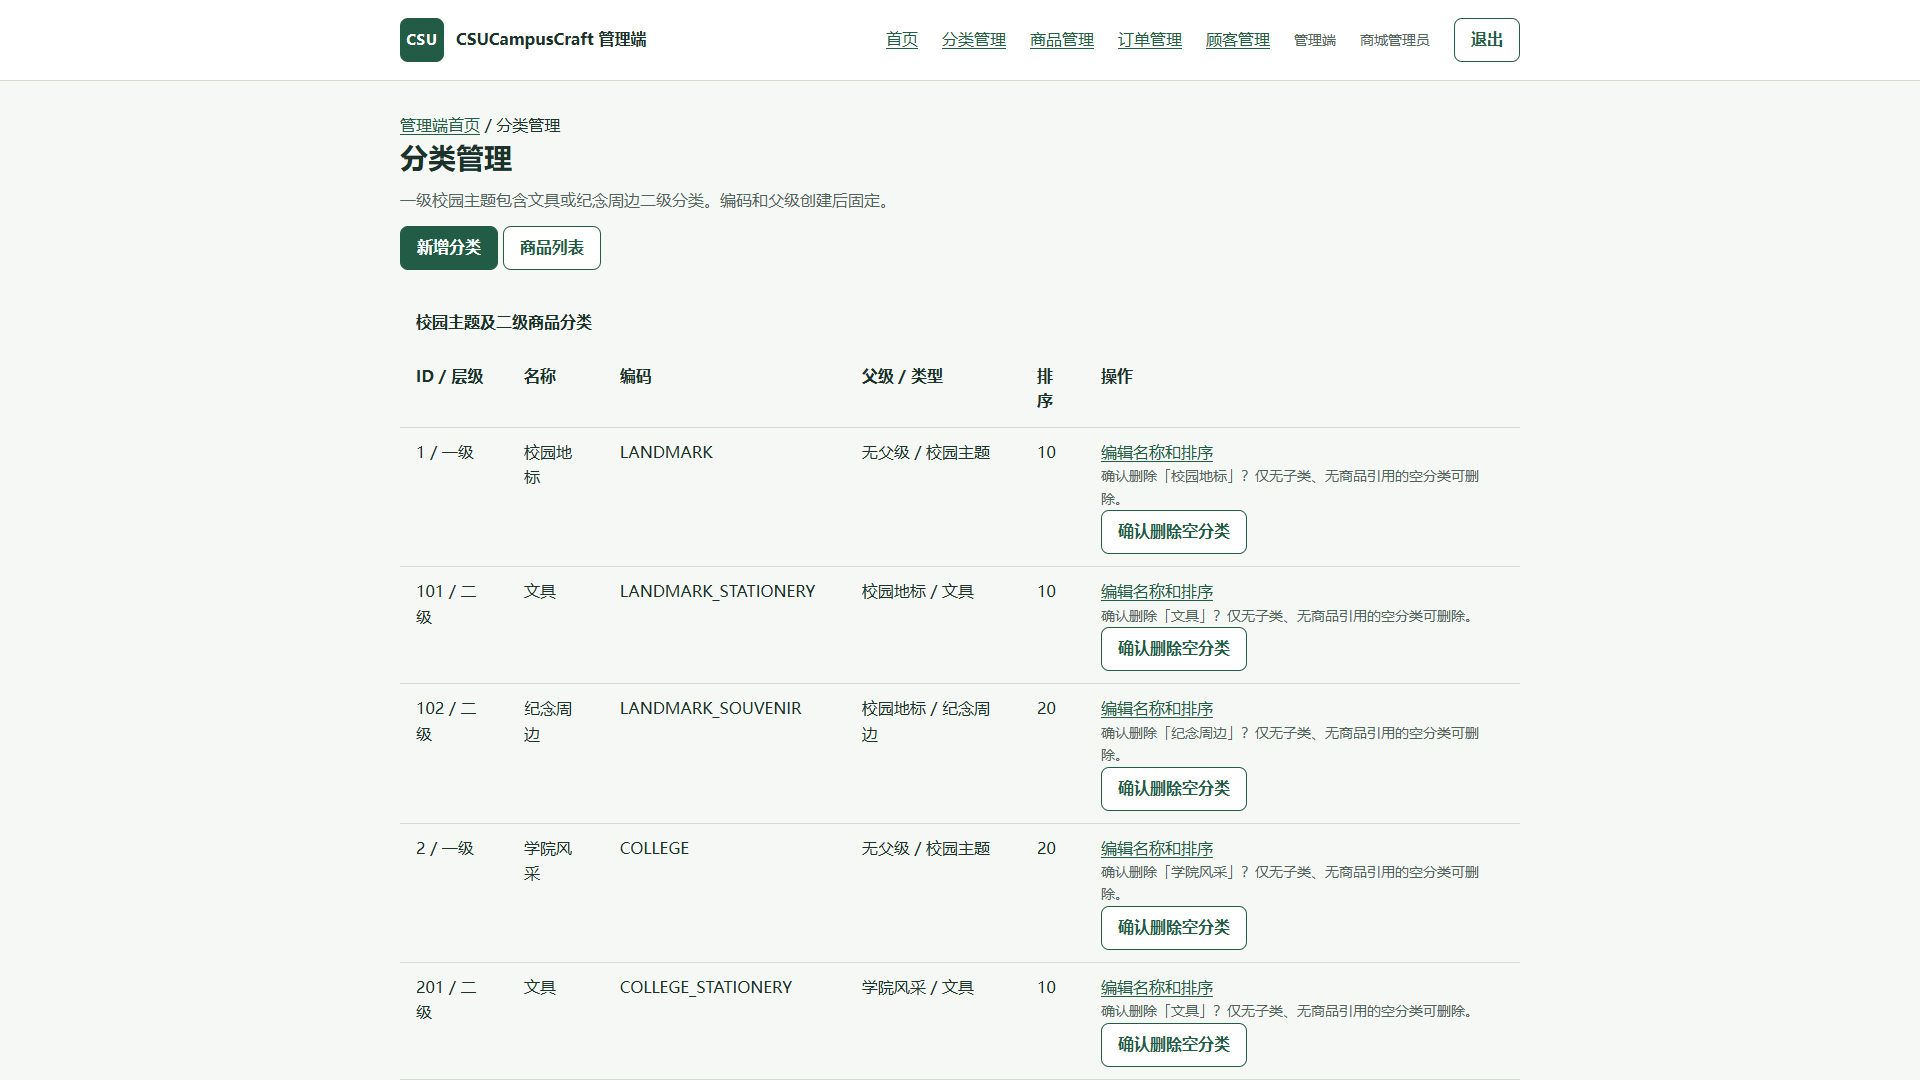 CSU CSUCampusCraft 管理端 首页 分类管理 商品管理 订单管理 顾客管理 管理端 商城管理员 退出
管理端首页 / 分类管理
分类管理
一级校园主题包含文具或纪念周边二级分类。编码和父级创建后固定。
新增分类 商品列表
校园主题及二级商品分类
ID / 层级 名称 编码 父级 / 类型 排序 操作
1 / 一级 校园地标 LANDMARK 无父级 / 校园主题 10 编辑名称和排序
确认删除「校园地标」？仅无子类、无商品引用的空分类可删除。
确认删除空分类
101 / 二级 文具 LANDMARK_STATIONERY 校园地标 / 文具 10 编辑名称和排序
确认删除「文具」？仅无子类、无商品引用的空分类可删除。
确认删除空分类
102 / 二级 纪念周边 LANDMARK_SOUVENIR 校园地标 / 纪念周边 20 编辑名称和排序
确认删除「纪念周边」？仅无子类、无商品引用的空分类可删除。
确认删除空分类
2 / 一级 学院风采 COLLEGE 无父级 / 校园主题 20 编辑名称和排序
确认删除「学院风采」？仅无子类、无商品引用的空分类可删除。
确认删除空分类
201 / 二级 文具 COLLEGE_STATIONERY 学院风采 / 文具 10 编辑名称和排序
确认删除「文具」？仅无子类、无商品引用的空分类可删除。
确认删除空分类